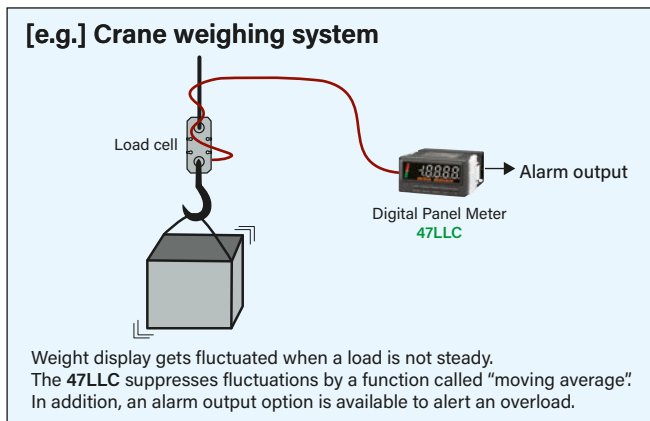 [e.g.] Crane weighing system
Load cell
-18888
Alarm output
Digital Panel Meter
47LLC
Weight display gets fluctuated when a load is not steady.
The 47LLC suppresses fluctuations by a function called “moving average”.
In addition, an alarm output option is available to alert an overload.